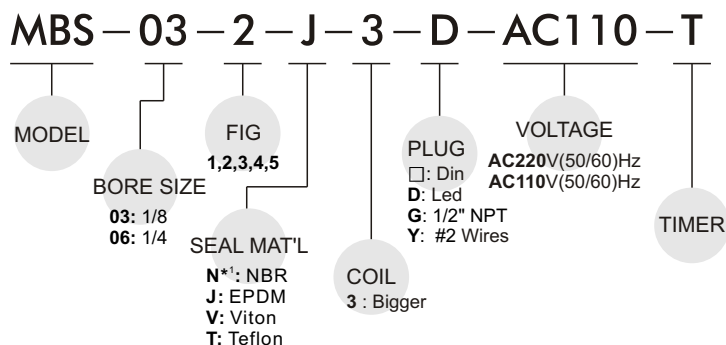 MBS－03－2－J－3－D－AC110－T
MODEL
BORE SIZE
03: 1/8
06: 1/4
FIG
1,2,3,4,5
SEAL MAT'L
N*¹: NBR
J: EPDM
V: Viton
T: Teflon
COIL
3 : Bigger
PLUG
□: Din
D: Led
G: 1/2" NPT
Y: #2 Wires
VOLTAGE
AC220V(50/60)Hz
AC110V(50/60)Hz
TIMER